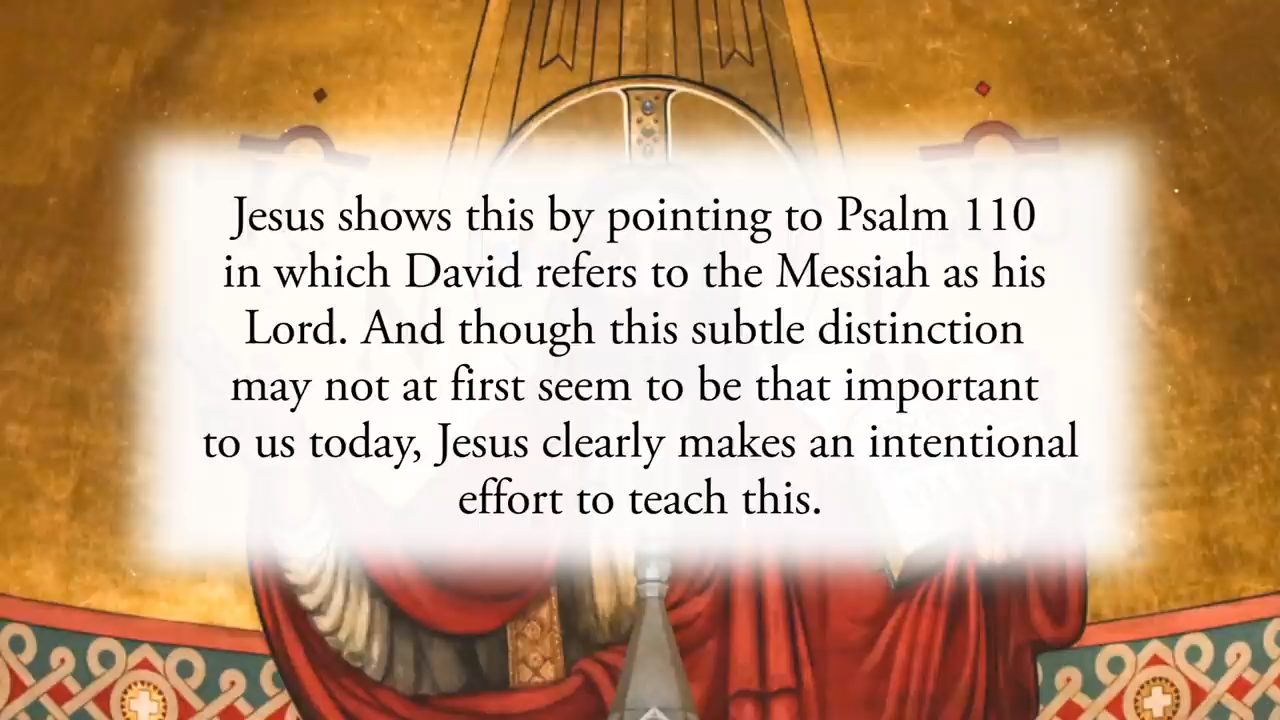 Jesus shows this by pointing to Psalm 110
in which David refers to the Messiah as his
Lord. And though this subtle distinction
may not at first seem to be that important
to us today, Jesus clearly makes an intentional
effort to teach this.